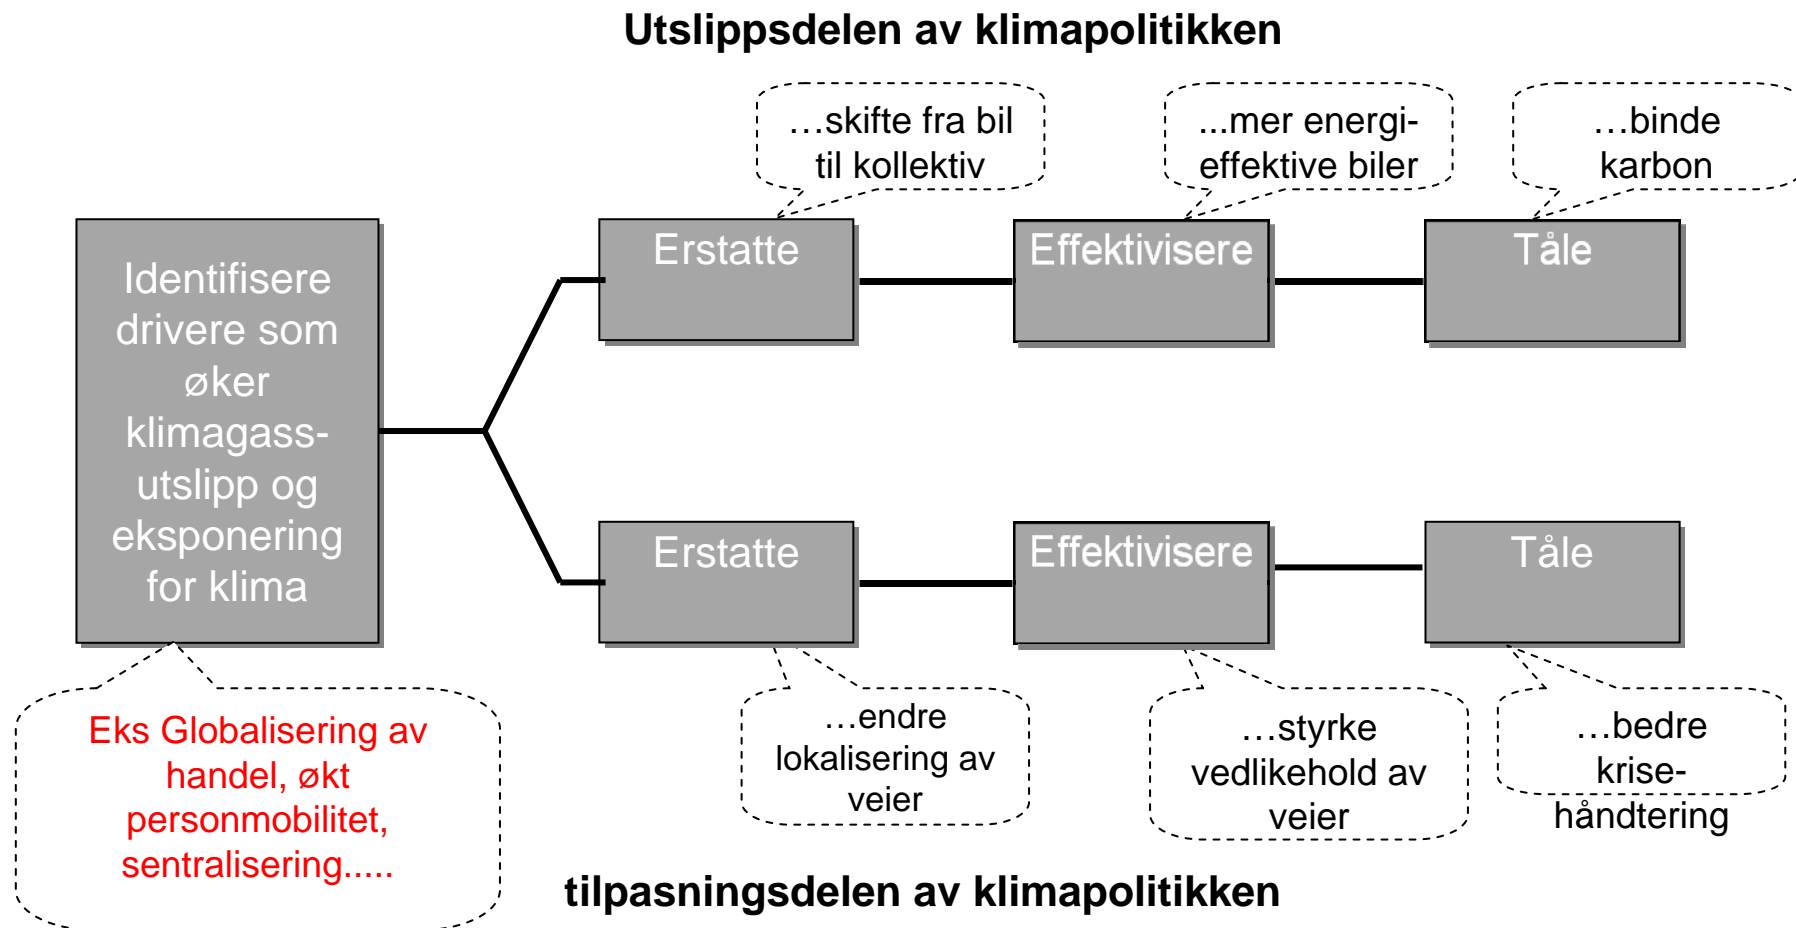 Utslippsdelen av klimapolitikken
…skifte fra bil
til kollektiv
...mer energi-
effektive biler
…binde
karbon
Identifisere
drivere som
øker
klimagass-
utslipp og
eksponering
for klima
Erstatte
Effektivisere
Tåle
Erstatte
Effektivisere
Tåle
Eks Globalisering av
handel, økt
personmobilitet,
sentralisering.....
…endre
lokalisering av
veier
…styrke
vedlikehold av
veier
…bedre
krise-
håndtering
tilpasningsdelen av klimapolitikken